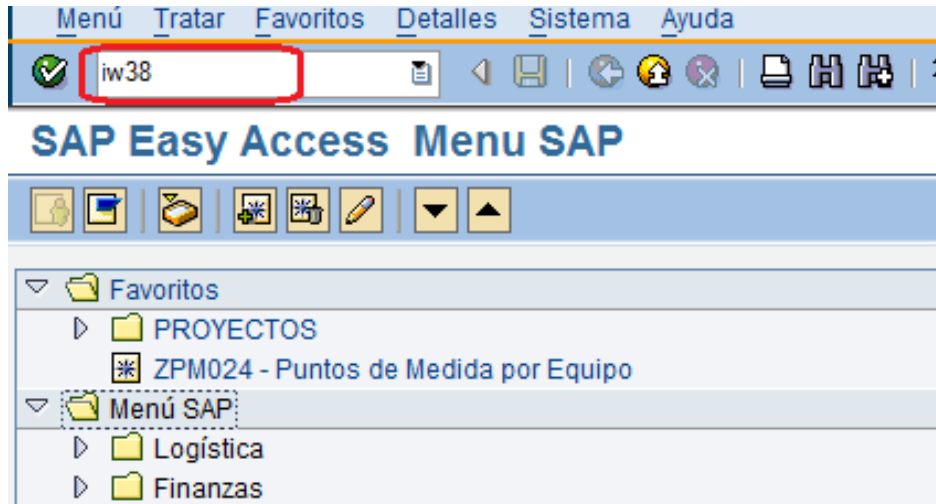 Menú Tratar Favoritos Detalles Sistema Ayuda
iw38
SAP Easy Access Menu SAP
Favoritos
PROYECTOS
ZPM024 - Puntos de Medida por Equipo
Menú SAP
Logística
Finanzas